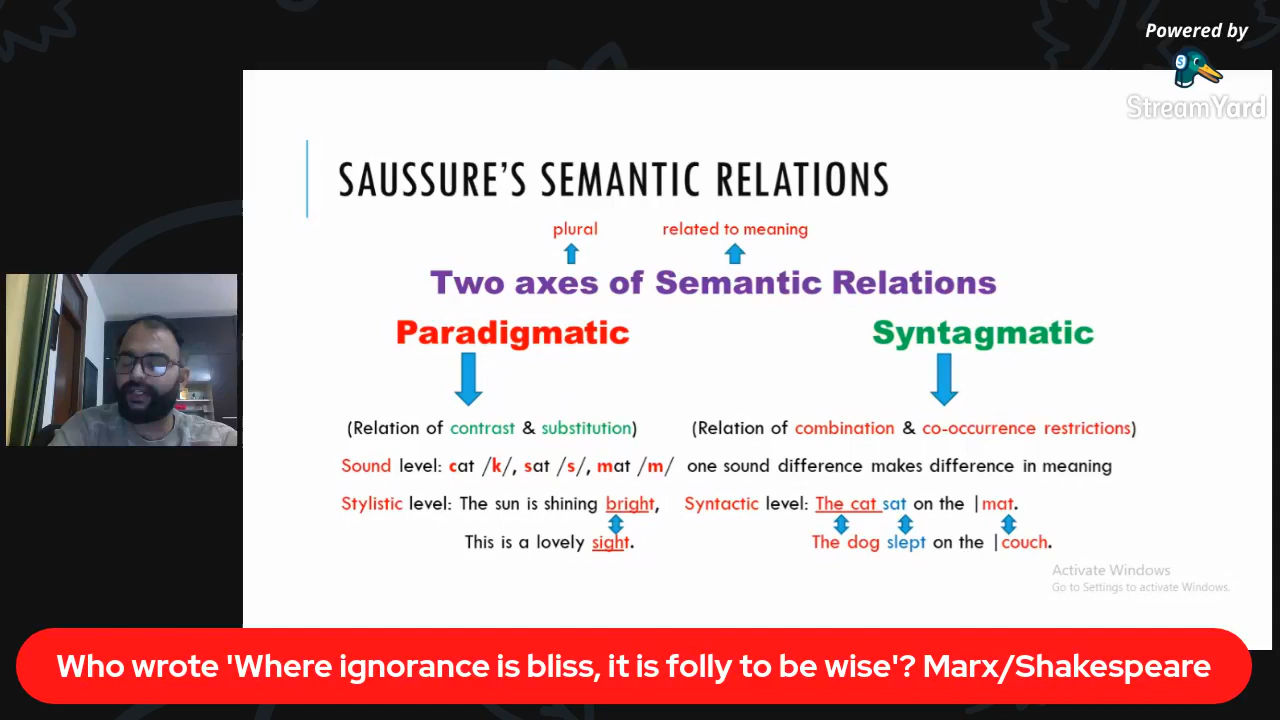 Powered by
StreamYard
SAUSSURE'S SEMANTIC RELATIONS
plural related to meaning
Two axes of Semantic Relations
Paradigmatic Syntagmatic
(Relation of contrast & substitution) (Relation of combination & co-occurrence restrictions)
Sound level: cat /k/, sat /s/, mat /m/ one sound difference makes difference in meaning
Stylistic level: The sun is shining bright, Syntactic level: The cat sat on the |mat.
This is a lovely sight. The dog slept on the |couch.
Activate Windows
Go to Settings to activate Windows.
Who wrote 'Where ignorance is bliss, it is folly to be wise'? Marx/Shakespeare